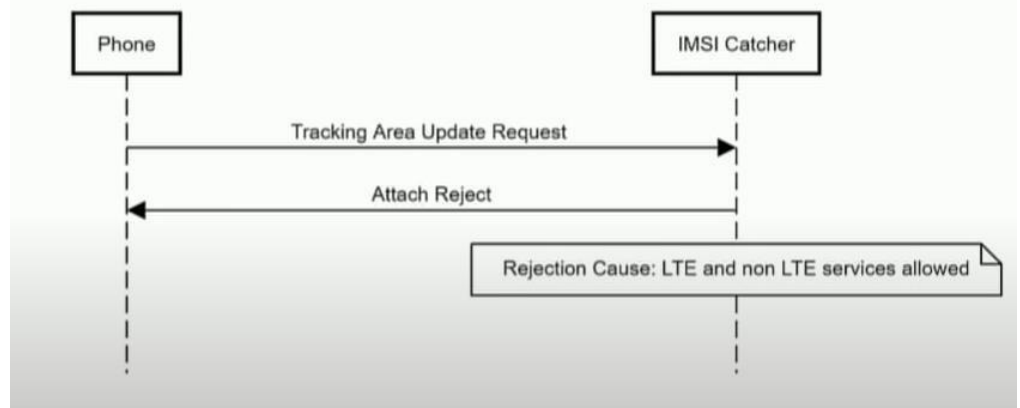 Phone
IMSI Catcher
Tracking Area Update Request
Attach Reject
Rejection Cause: LTE and non LTE services allowed